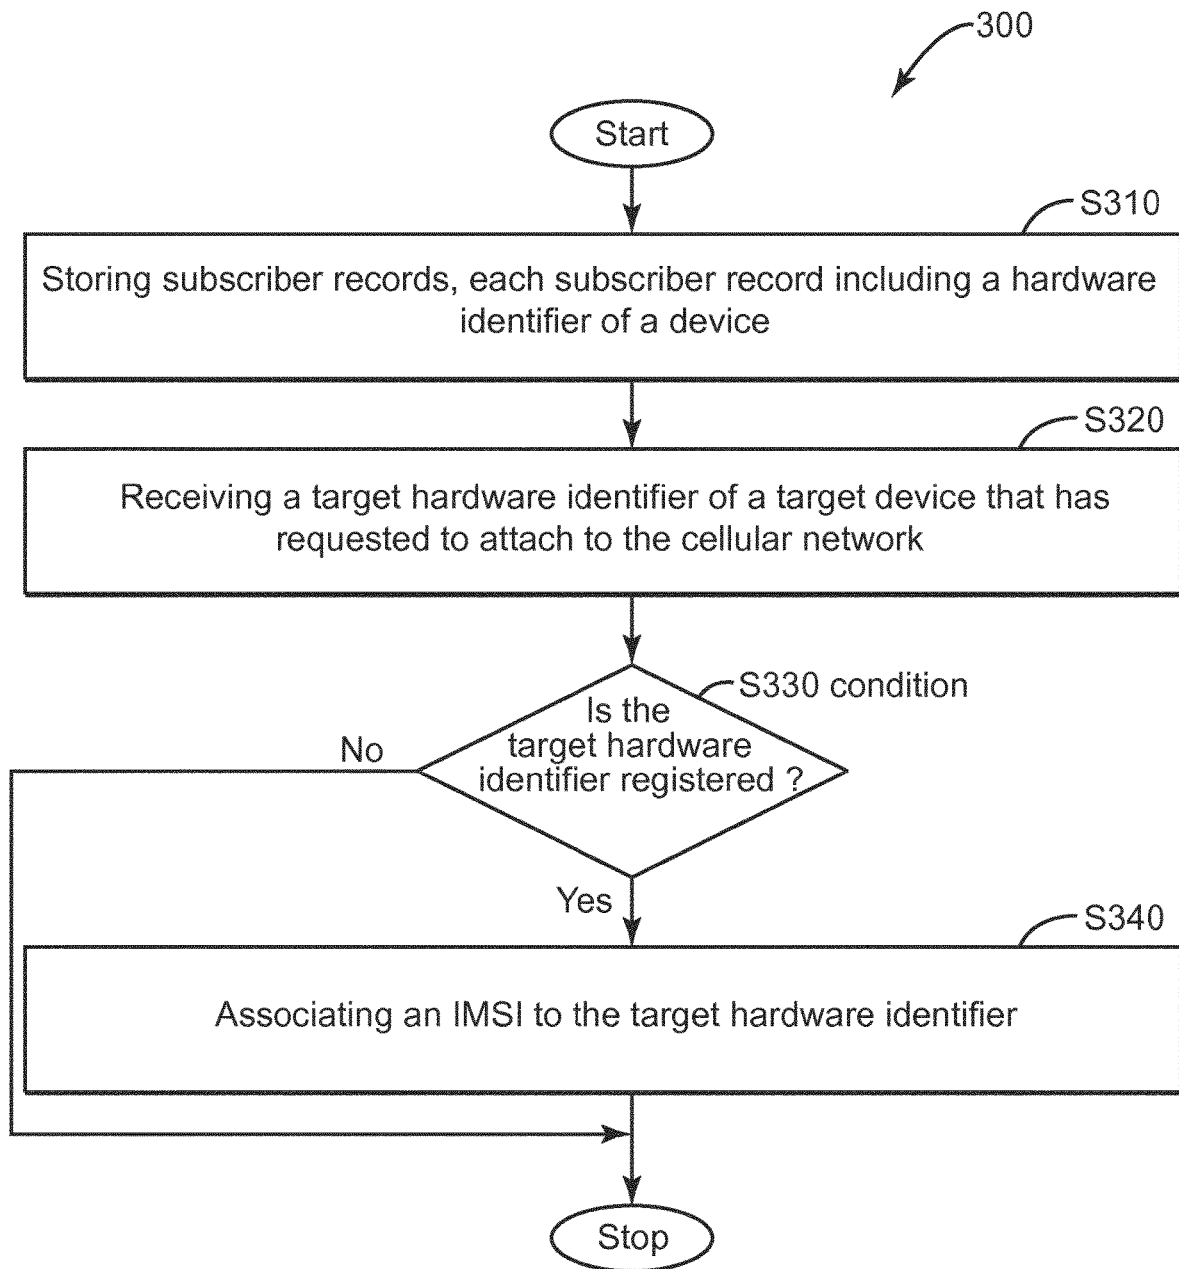 300
Start
S310
Storing subscriber records, each subscriber record including a hardware
identifier of a device
S320
Receiving a target hardware identifier of a target device that has
requested to attach to the cellular network
S330 condition
Is the
target hardware
identifier registered ?
No
Yes
S340
Associating an IMSI to the target hardware identifier
Stop